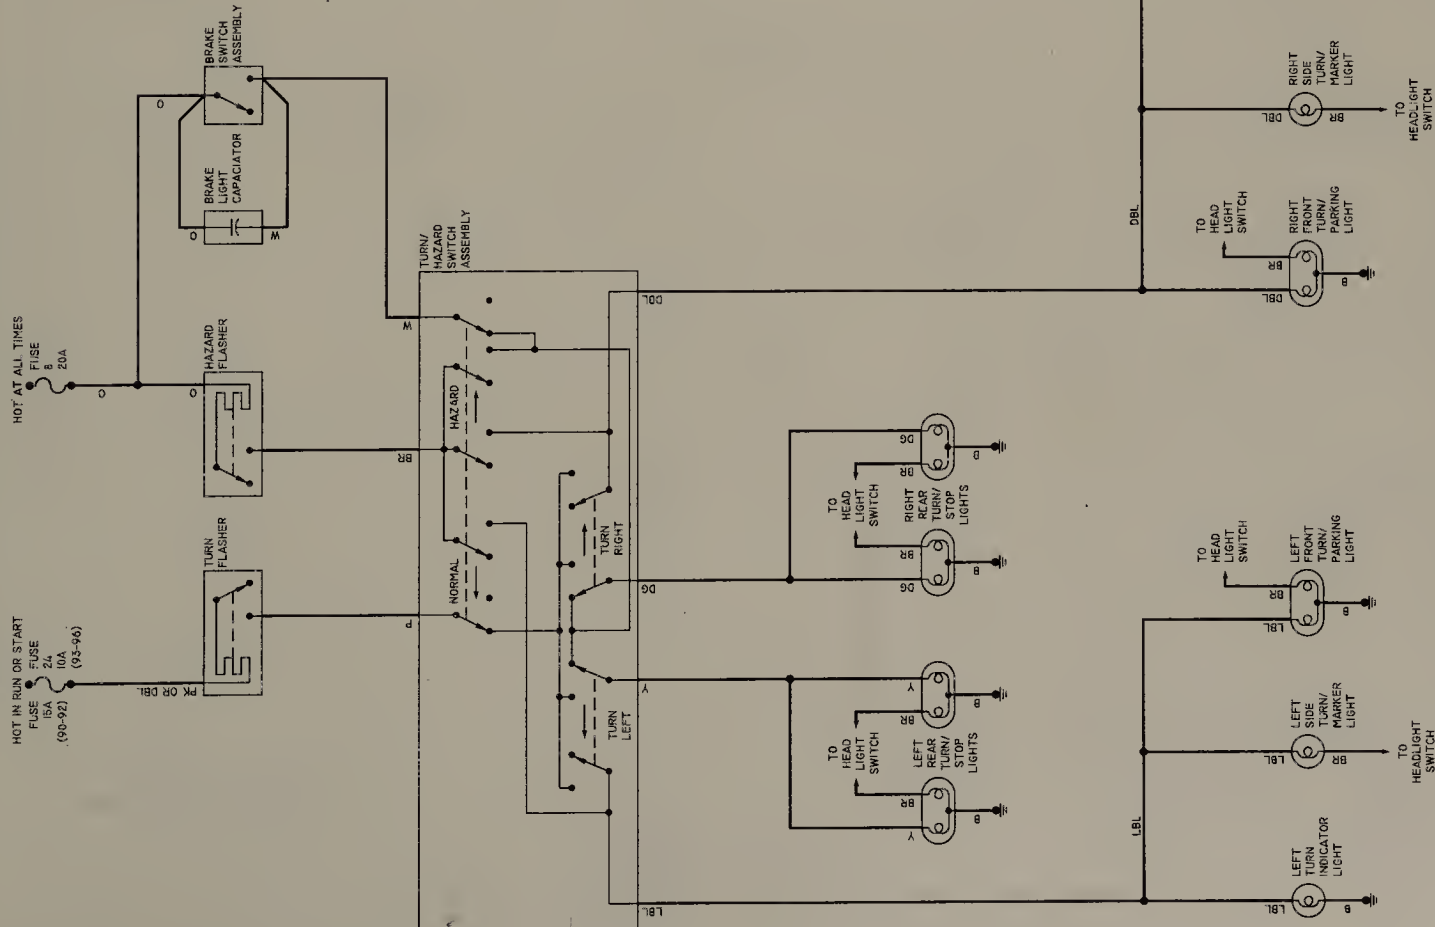 HOT AT ALL TIMES
FUSE
8
20A
HOT IN RUN OR START
FUSE
15A
(90-92)
FUSE
24
10A
(93-96)
BRAKE
SWITCH
ASSEMBLY
BRAKE
LIGHT
CAPACIATOR
HAZARD
FLASHER
TURN
FLASHER
O
O
O
O
W
PK OR DBL
P
BR
W
TURN/
HAZARD
SWITCH
ASSEMBLY
NORMAL
HAZARD
TURN
LEFT
TURN
RIGHT
LBL
Y
DG
DBL
TO
HEAD
LIGHT
SWITCH
LEFT
REAR
TURN/
STOP
LIGHTS
Y
BR
BR
Y
B
B
TO
HEAD
LIGHT
SWITCH
RIGHT
REAR
TURN/
STOP
LIGHTS
DG
BR
BR
DG
B
B
LBL
LEFT
TURN
INDICATOR
LIGHT
LBL
B
LEFT
SIDE
TURN/
MARKER
LIGHT
LBL
BR
TO
HEADLIGHT
SWITCH
TO
HEAD
LIGHT
SWITCH
LEFT
FRONT
TURN/
PARKING
LIGHT
LBL
BR
B
DBL
TO
HEAD
LIGHT
SWITCH
RIGHT
FRONT
TURN/
PARKING
LIGHT
DBL
BR
B
RIGHT
SIDE
TURN/
MARKER
LIGHT
DBL
BR
TO
HEADLIGHT
SWITCH